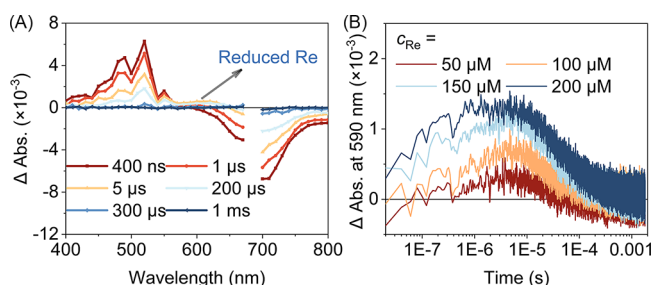 (A)
8
4
0
-4
-8
-12
Δ Abs. (×10⁻³)
Reduced Re
400 ns
1 µs
5 µs
200 µs
300 µs
1 ms
400 500 600 700 800
Wavelength (nm)
(B)
2
1
0
Δ Abs. at 590 nm (×10⁻³)
c_Re =
50 µM
100 µM
150 µM
200 µM
1E-7 1E-6 1E-5 1E-4 0.001
Time (s)